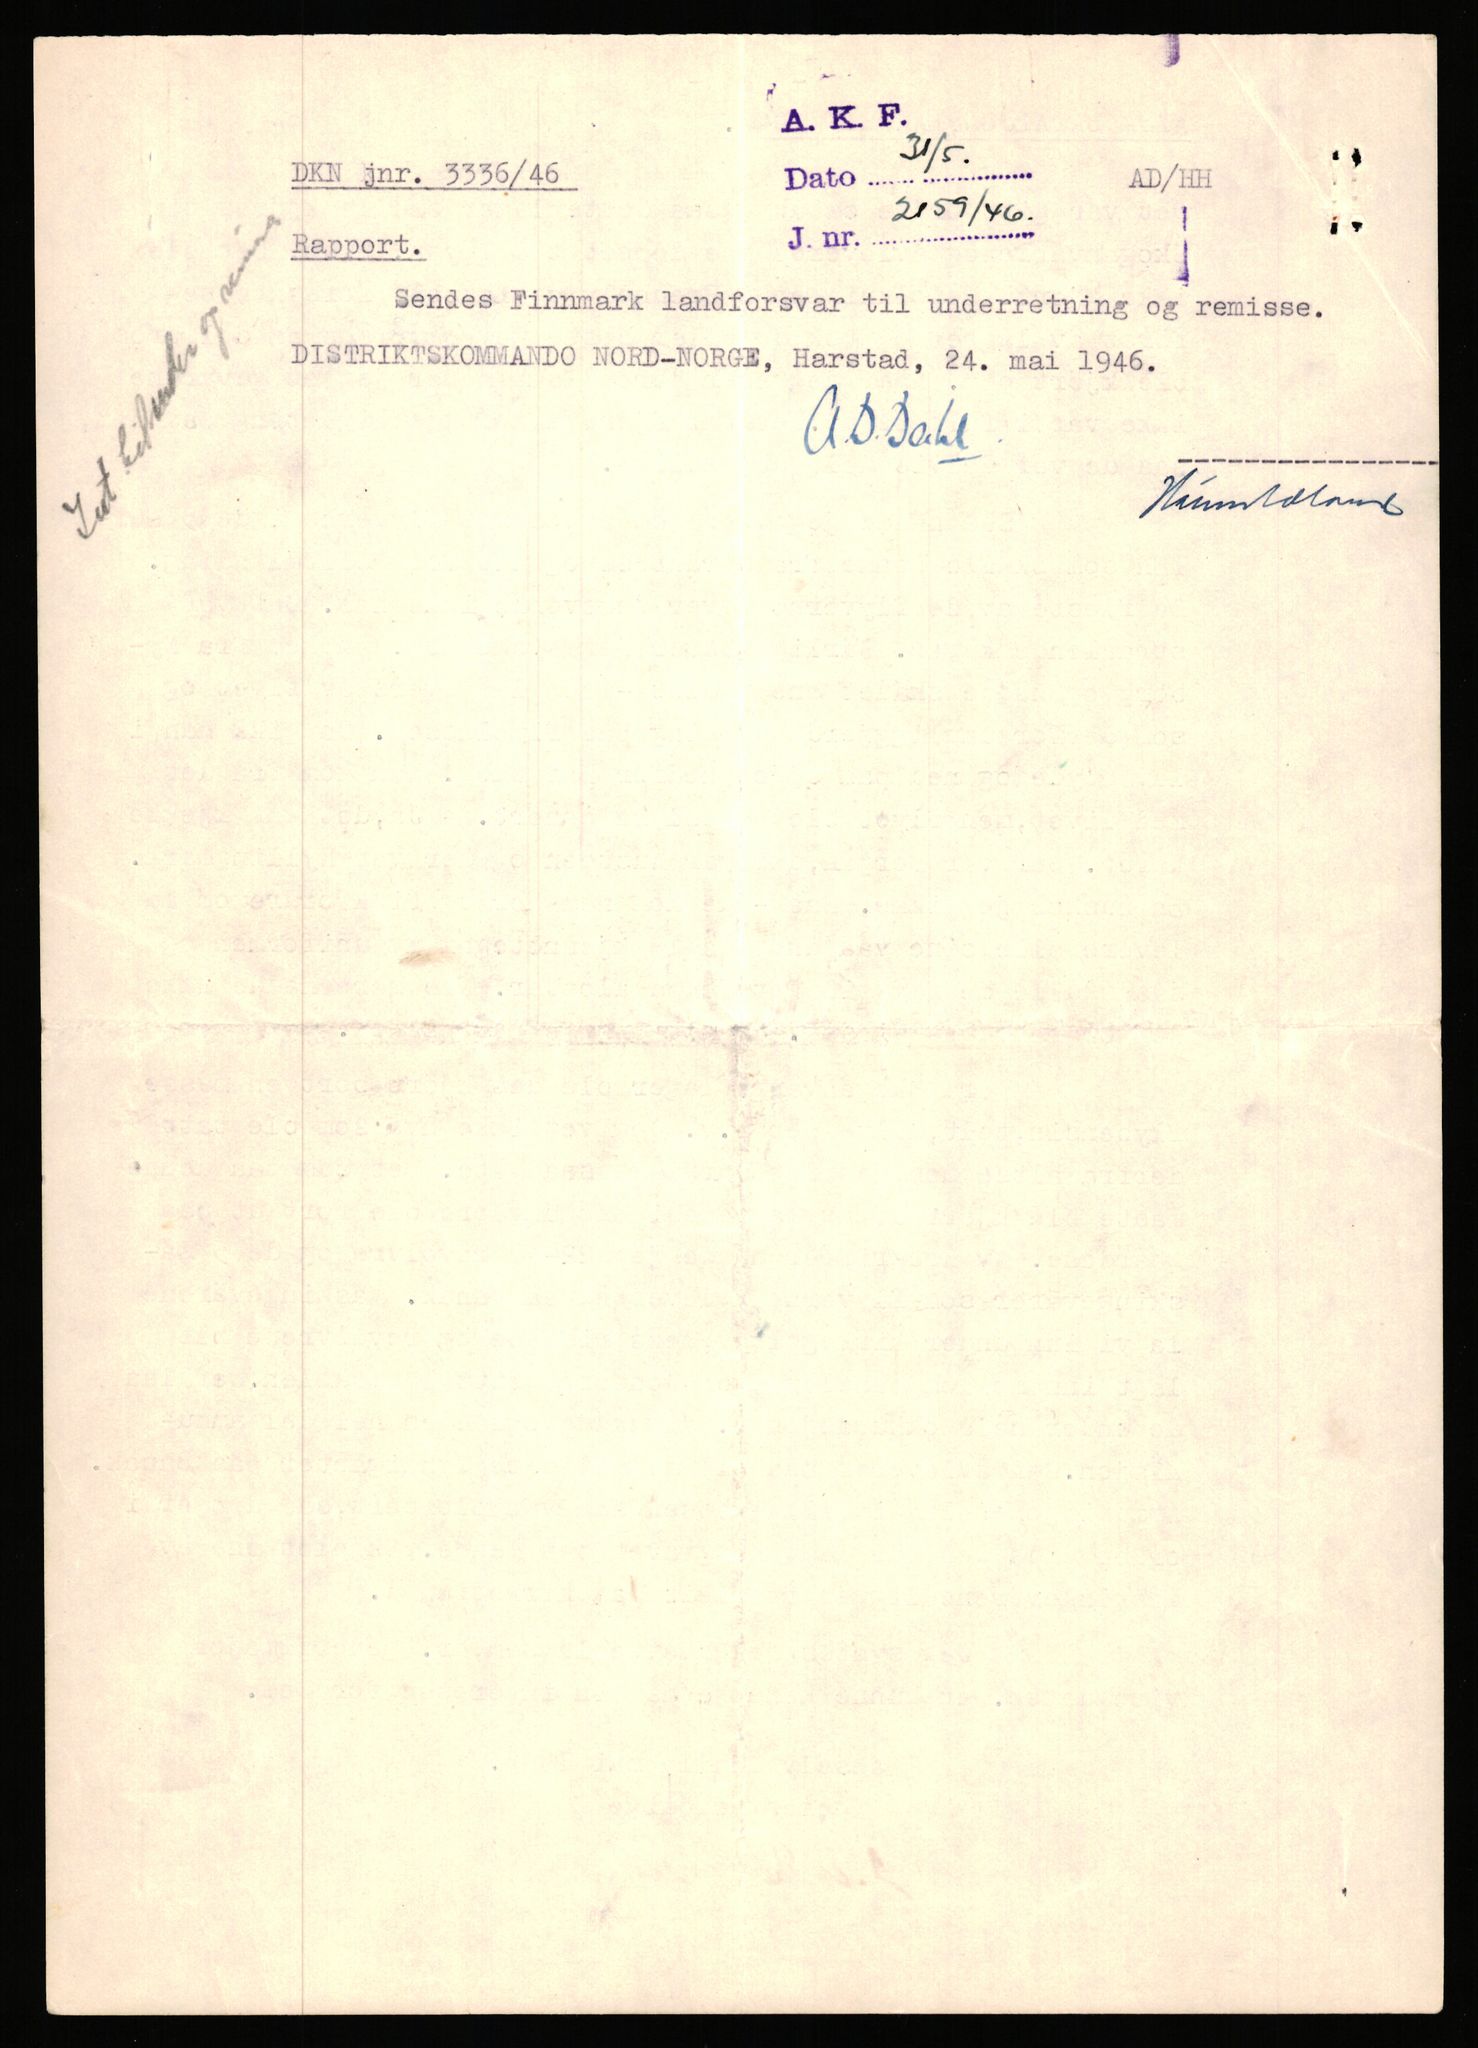 A. K. F.
DKN jnr. 3336/46
Dato 31/5.
AD/HH
J. nr. 2159/46.
Rapport.
Sendes Finnmark landforsvar til underretning og remisse.
DISTRIKTSKOMMANDO NORD-NORGE, Harstad, 24. mai 1946.
A.D.Dahl